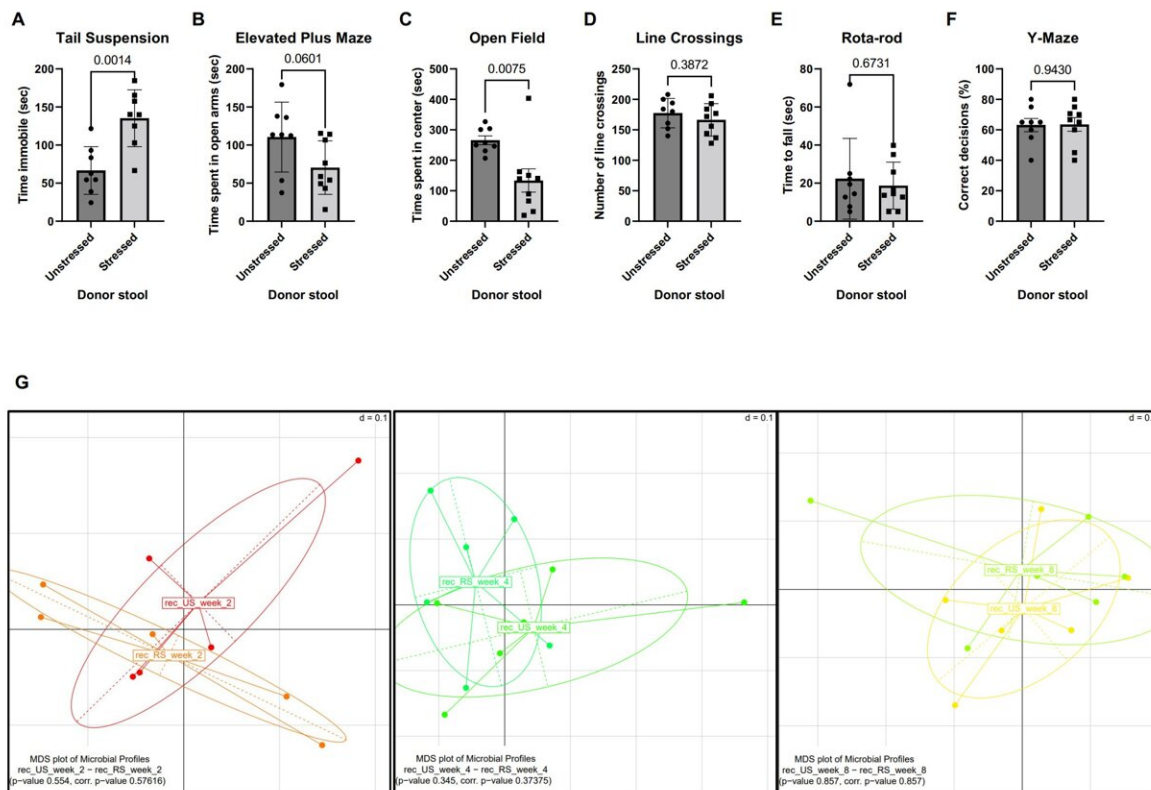 A
Tail Suspension
0.0014
Time immobile (sec)
200
150
100
50
0
Unstressed
Stressed
Donor stool
B
Elevated Plus Maze
0.0601
Time spent in open arms (sec)
200
150
100
50
0
Unstressed
Stressed
Donor stool
C
Open Field
0.0075
Time spent in center (sec)
500
400
300
200
100
0
Unstressed
Stressed
Donor stool
D
Line Crossings
0.3872
Number of line crossings
250
200
150
100
50
0
Unstressed
Stressed
Donor stool
E
Rota-rod
0.6731
Time to fall (sec)
80
60
40
20
0
Unstressed
Stressed
Donor stool
F
Y-Maze
0.9430
Correct decisions (%)
100
80
60
40
20
0
Unstressed
Stressed
Donor stool
G
d = 0.1
rec_US_week_2
rec_RS_week_2
MDS plot of Microbial Profiles
rec_US_week_2 − rec_RS_week_2
(p-value 0.554, corr. p-value 0.57616)
d = 0.1
rec_RS_week_4
rec_US_week_4
MDS plot of Microbial Profiles
rec_US_week_4 − rec_RS_week_4
(p-value 0.345, corr. p-value 0.37375)
rec_RS_week_8
rec_US_week_8
MDS plot of Microbial Profiles
rec_US_week_8 − rec_RS_week_8
(p-value 0.857, corr. p-value 0.857)